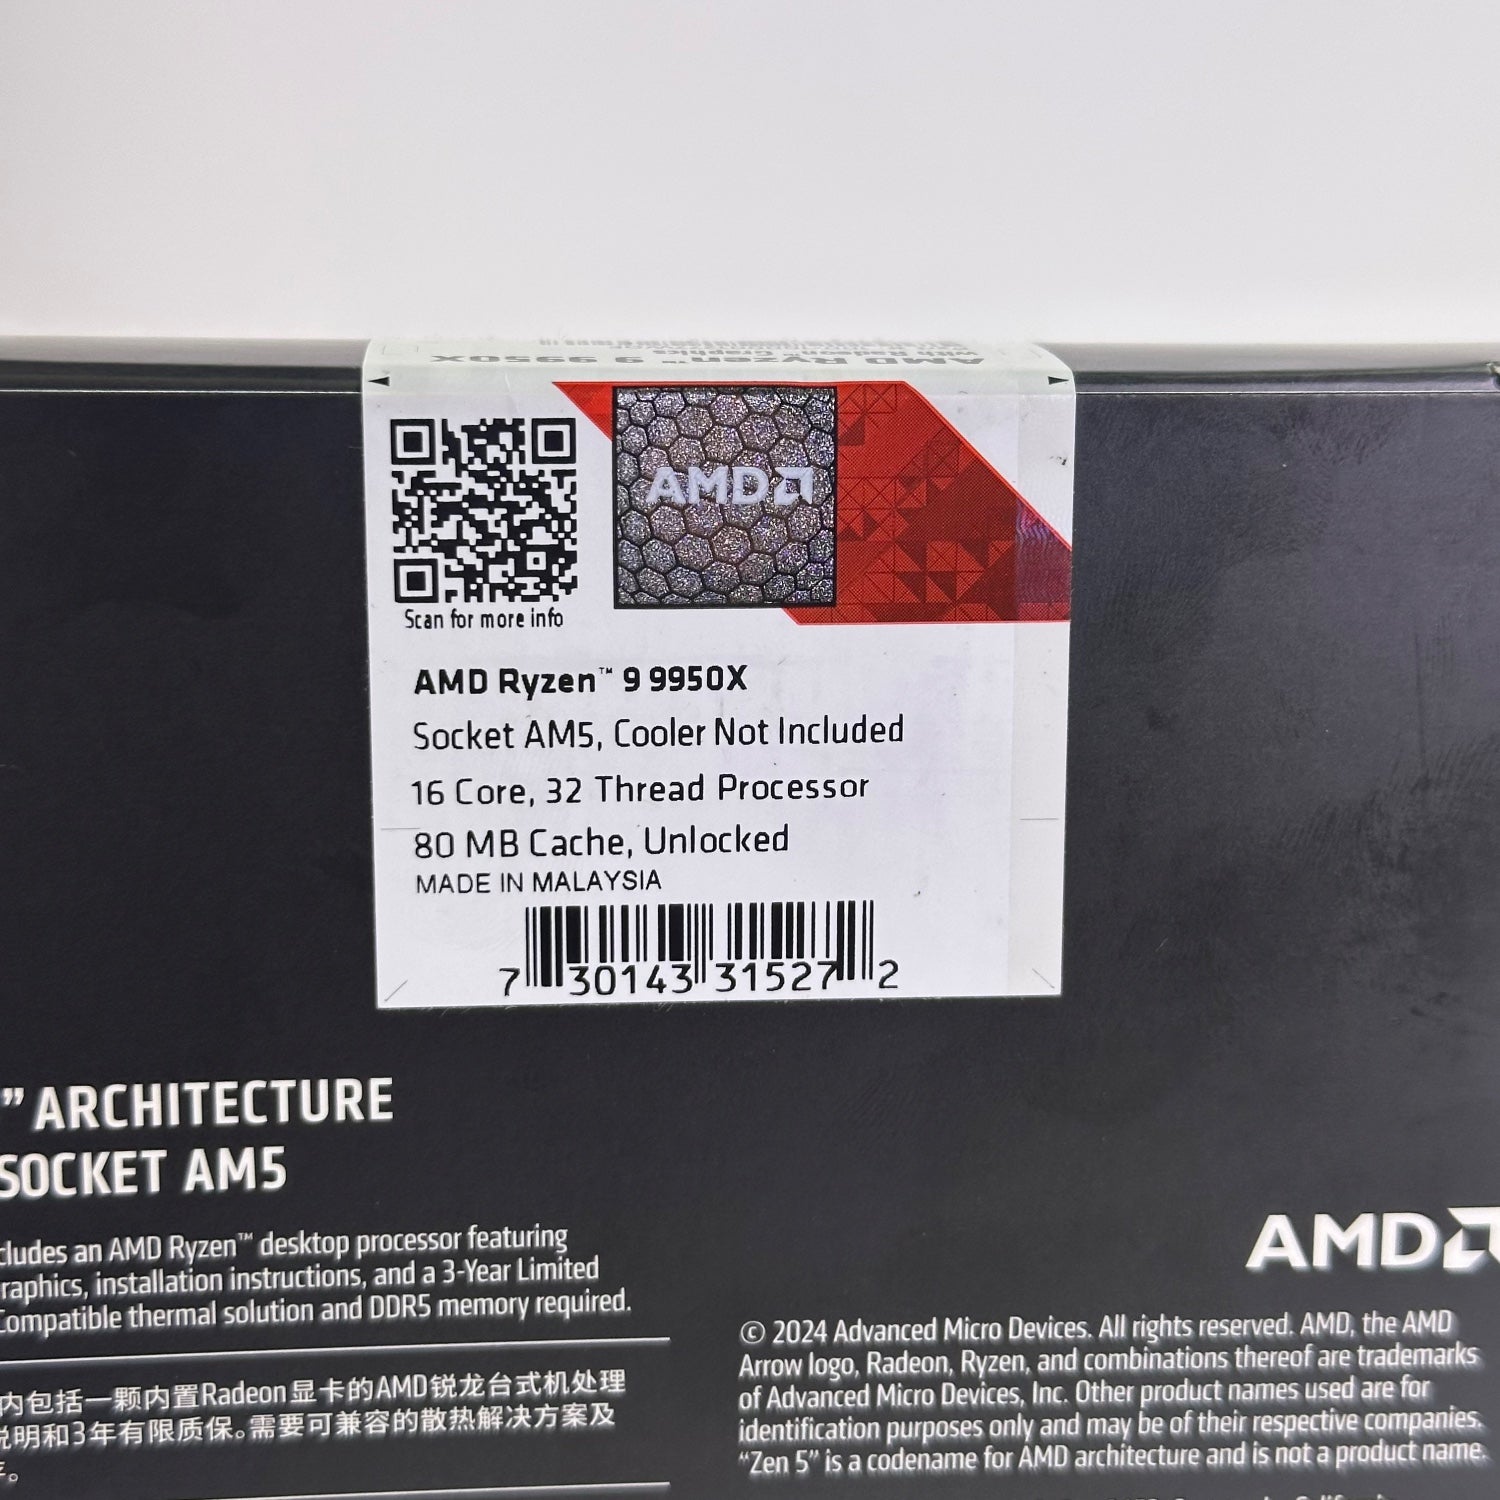 AMD Ryzen™ 9 9950X
with Radeon Graphics
AMD
Scan for more info
AMD Ryzen™ 9 9950X
Socket AM5, Cooler Not Included
16 Core, 32 Thread Processor
80 MB Cache, Unlocked
MADE IN MALAYSIA
7 30143 31527 2
” ARCHITECTURE
SOCKET AM5
cludes an AMD Ryzen™ desktop processor featuring
raphics, installation instructions, and a 3-Year Limited
Compatible thermal solution and DDR5 memory required.
内包括一颗内置Radeon显卡的AMD锐龙台式机处理
说明和3年有限质保。需要可兼容的散热解决方案及
AMD
© 2024 Advanced Micro Devices. All rights reserved. AMD, the AMD
Arrow logo, Radeon, Ryzen, and combinations thereof are trademarks
of Advanced Micro Devices, Inc. Other product names used are for
identification purposes only and may be of their respective companies.
“Zen 5” is a codename for AMD architecture and is not a product name.